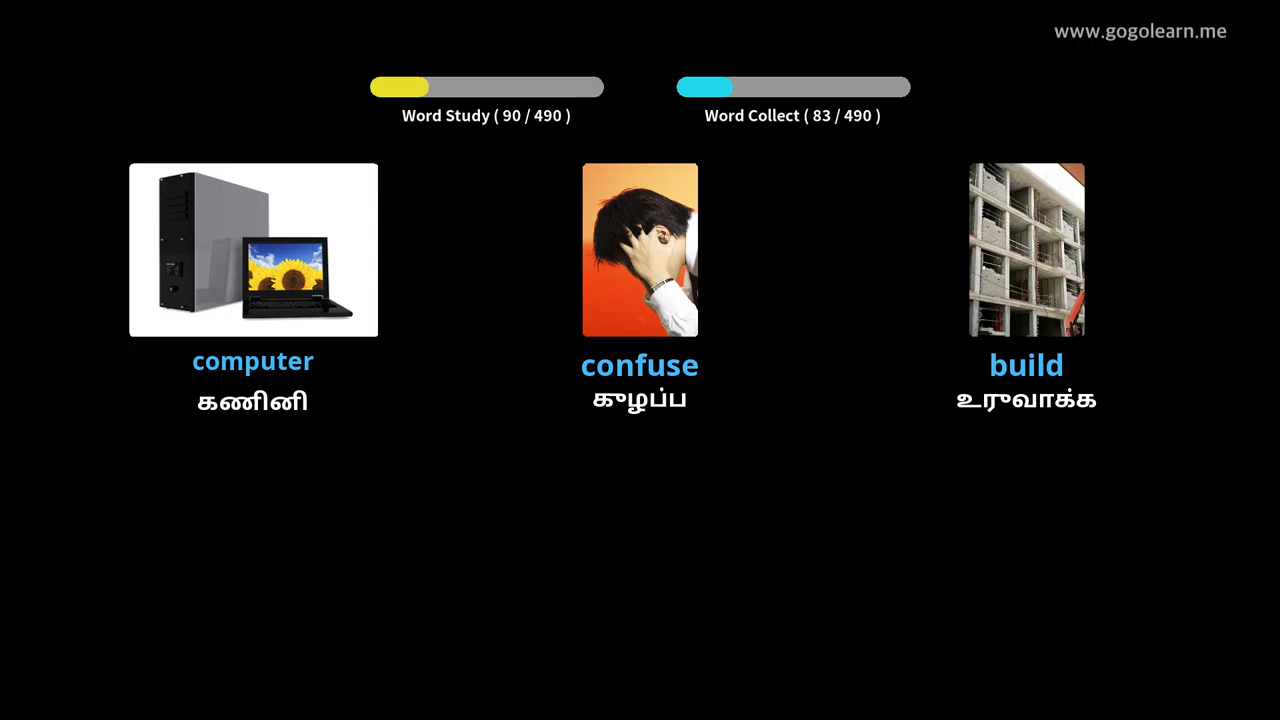 www.gogolearn.me
Word Study ( 90 / 490 )
Word Collect ( 83 / 490 )
computer
கணினி
confuse
குழப்ப
build
உருவாக்க